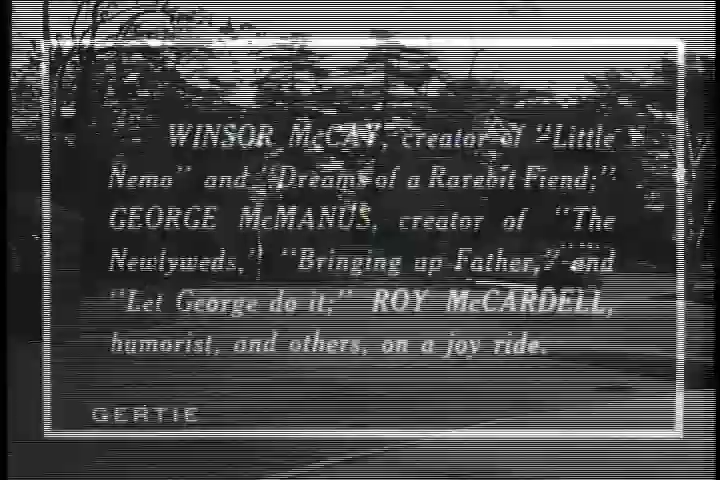 WINSOR McCAY, creator of "Little
Nemo" and "Dreams of a Rarebit Fiend;"
GEORGE McMANUS, creator of "The
Newlyweds," "Bringing up Father," and
"Let George do it;" ROY McCARDELL,
humorist, and others, on a joy ride.
GERTIE